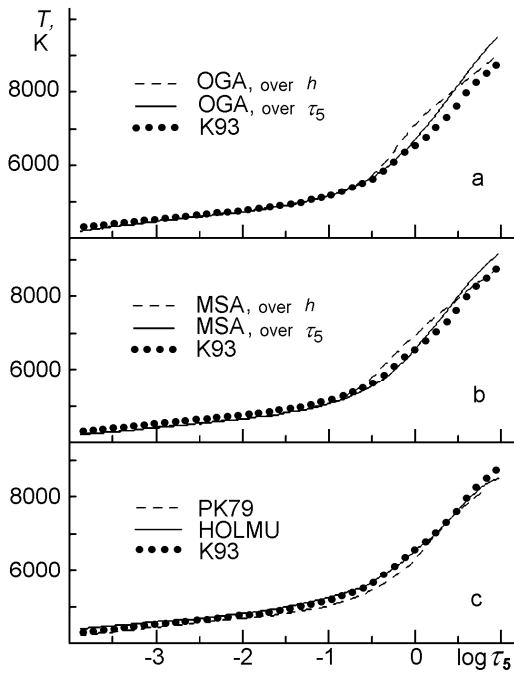 T,
K
8000
6000
OGA, over h
OGA, over τ5
K93
a
8000
6000
MSA, over h
MSA, over τ5
K93
b
8000
6000
PK79
HOLMU
K93
c
-3 -2 -1 0 log τ5